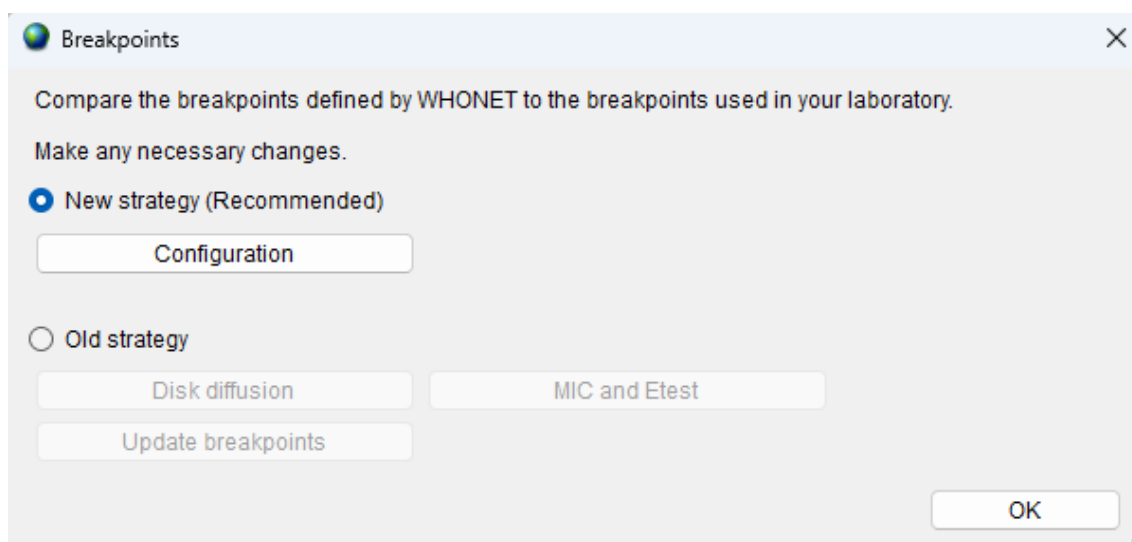 Breakpoints
Compare the breakpoints defined by WHONET to the breakpoints used in your laboratory.
Make any necessary changes.
New strategy (Recommended)
Configuration
Old strategy
Disk diffusion MIC and Etest
Update breakpoints
OK